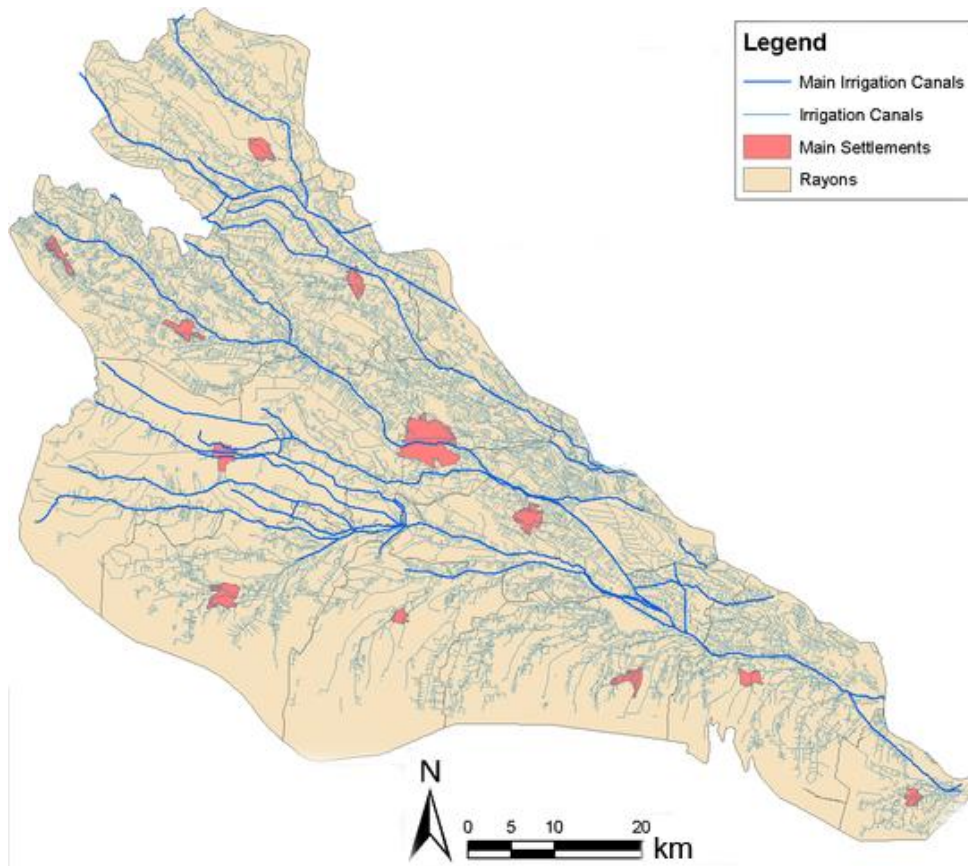 Legend
Main Irrigation Canals
Irrigation Canals
Main Settlements
Rayons
N
0 5 10 20
km